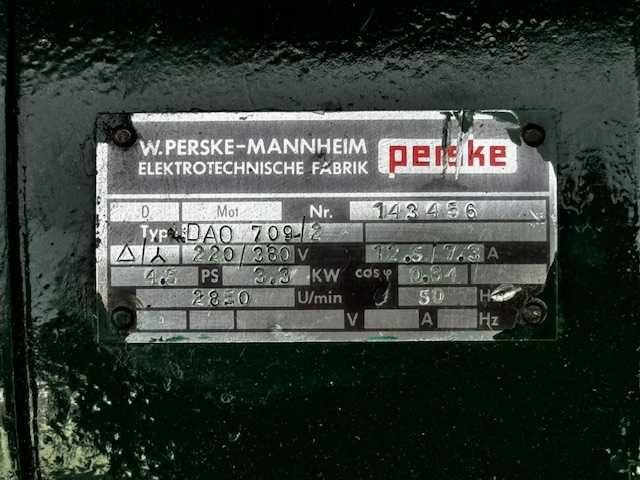 W. PERSKE-MANNHEIM
ELEKTROTECHNISCHE FABRIK
perske
D Mot Nr. 143456
Typ DAO 709/2
△/⅄ 220/380 V 12.5/7.3 A
4.5 PS 3.3 KW cos φ 0.84
2850 U/min 50 Hz
V A Hz